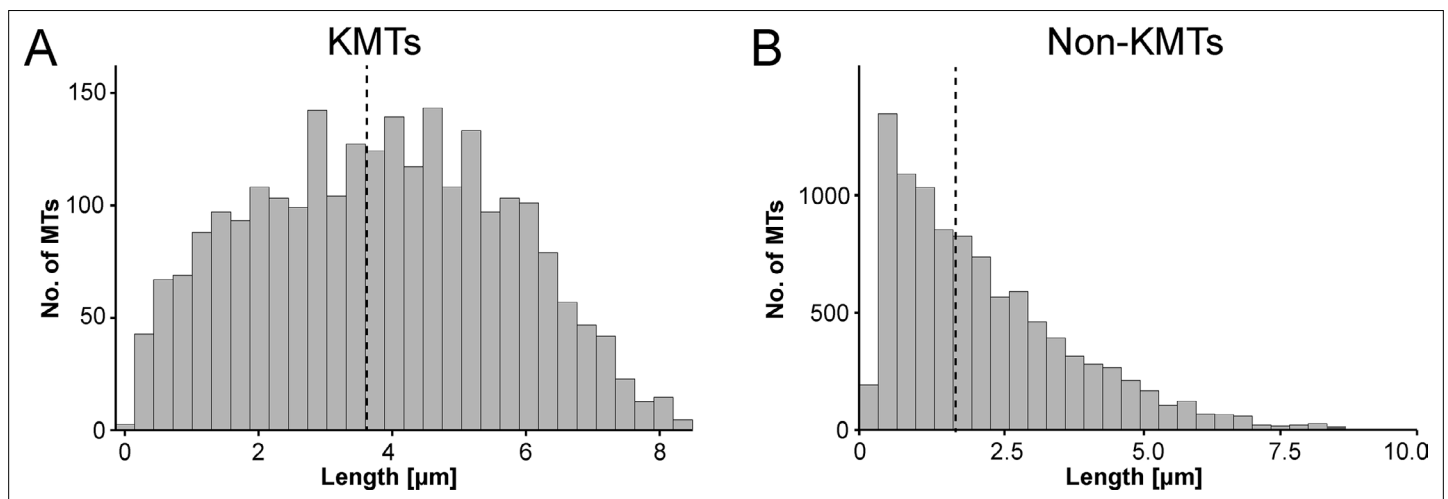 A
KMTs
No. of MTs
150
100
50
0
0 2 4 6 8
Length [µm]
B
Non-KMTs
No. of MTs
1000
500
0
0 2.5 5.0 7.5 10.0
Length [µm]